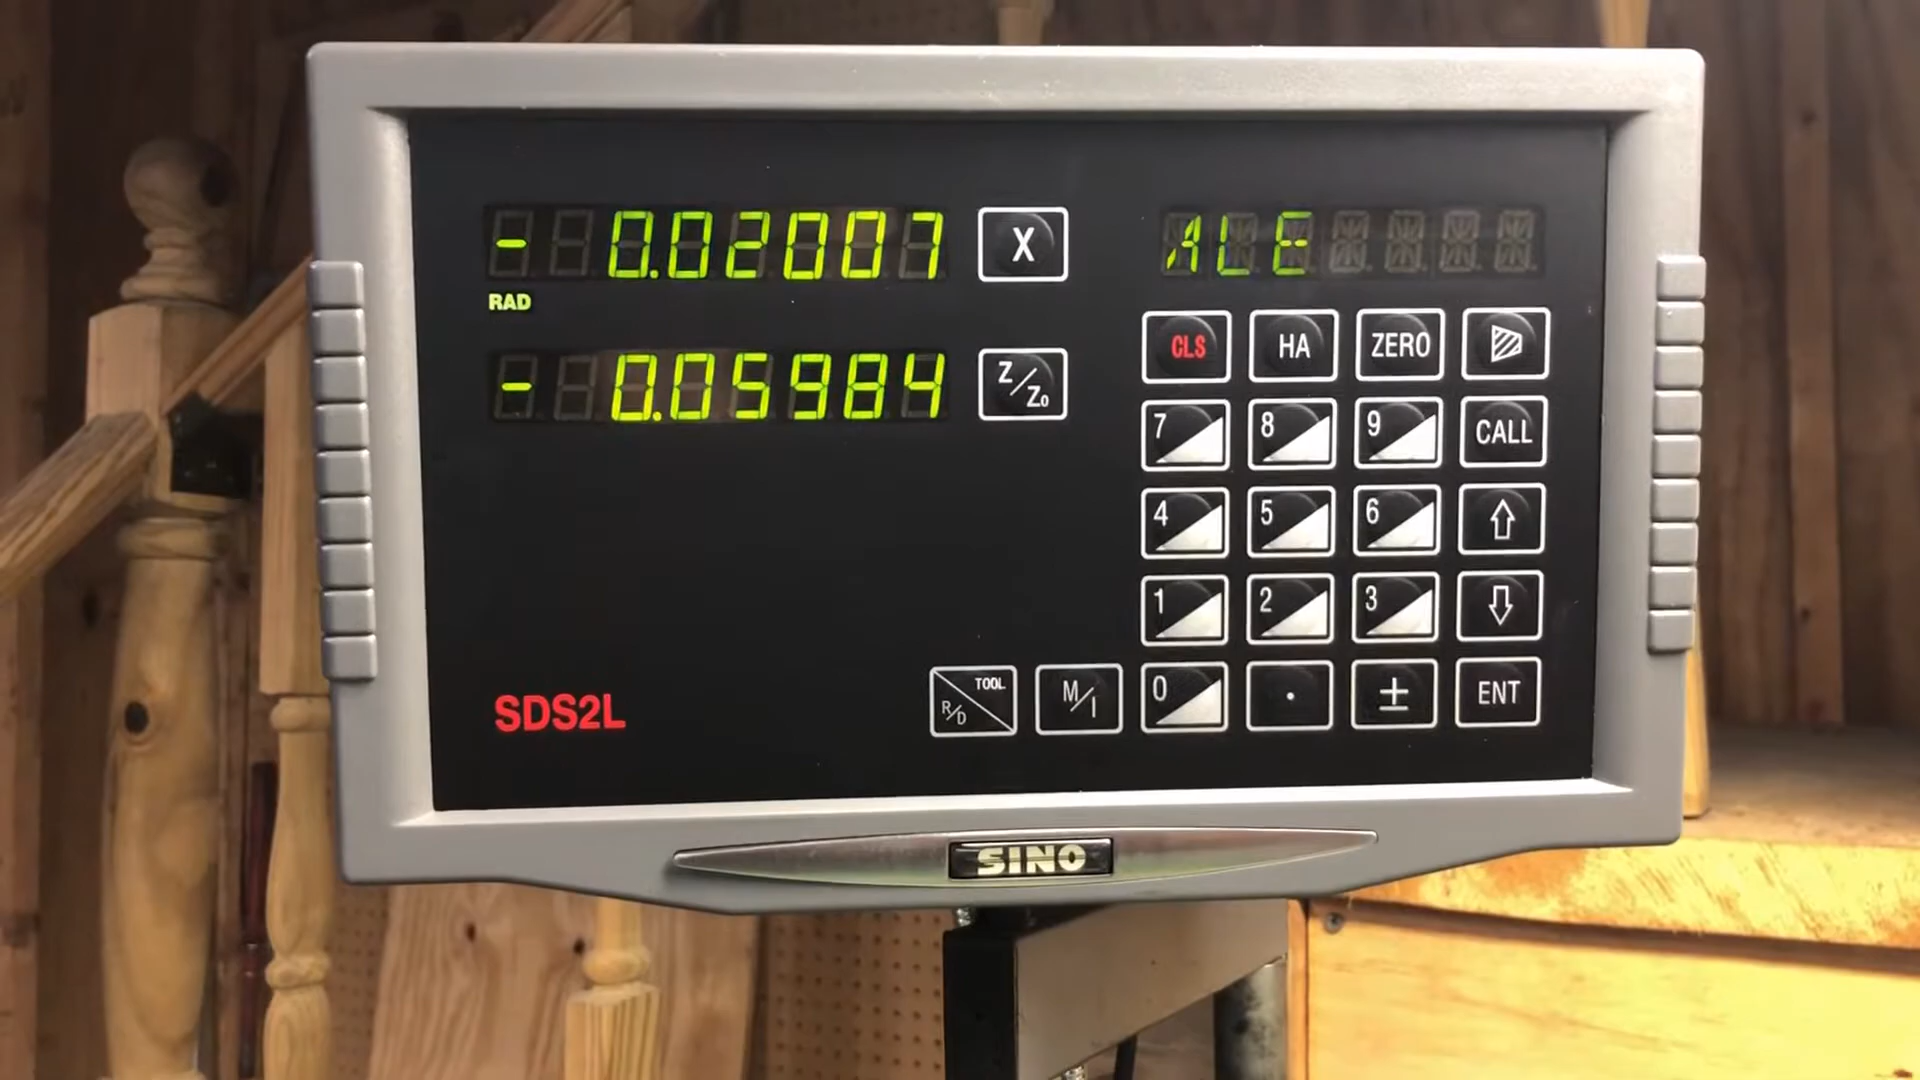 - 0.02007 X ALE
RAD
- 0.05984 Z/Z₀
CLS HA ZERO
7 8 9 CALL
4 5 6
1 2 3
R/D TOOL M/I 0 . ± ENT
SDS2L
SINO